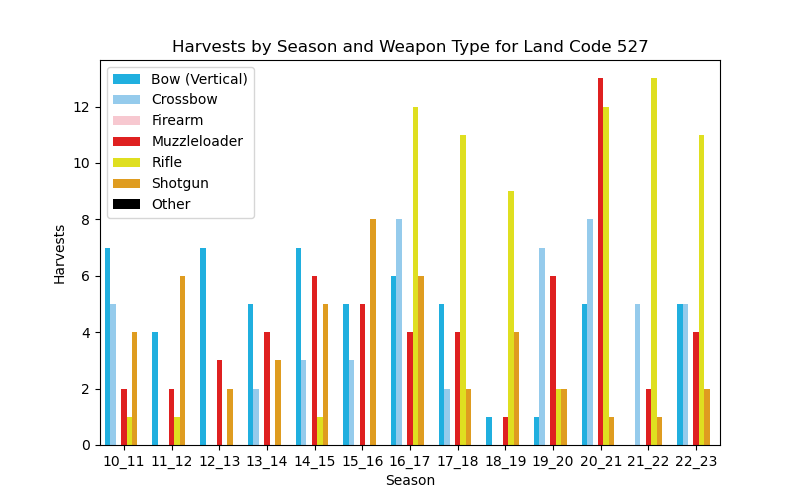 Harvests by Season and Weapon Type for Land Code 527
Bow (Vertical)
Crossbow
Firearm
Muzzleloader
Rifle
Shotgun
Other
12
10
8
6
4
2
0
Harvests
10_11 11_12 12_13 13_14 14_15 15_16 16_17 17_18 18_19 19_20 20_21 21_22 22_23
Season